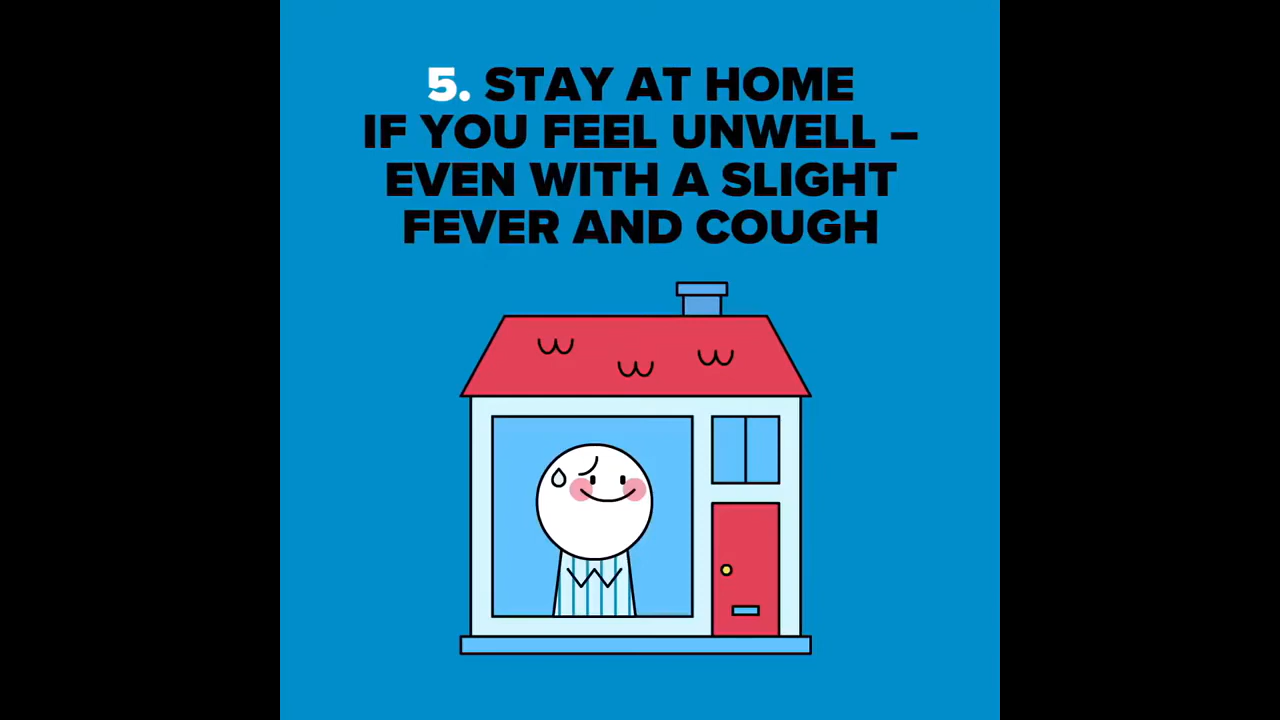 5. STAY AT HOME
IF YOU FEEL UNWELL –
EVEN WITH A SLIGHT
FEVER AND COUGH